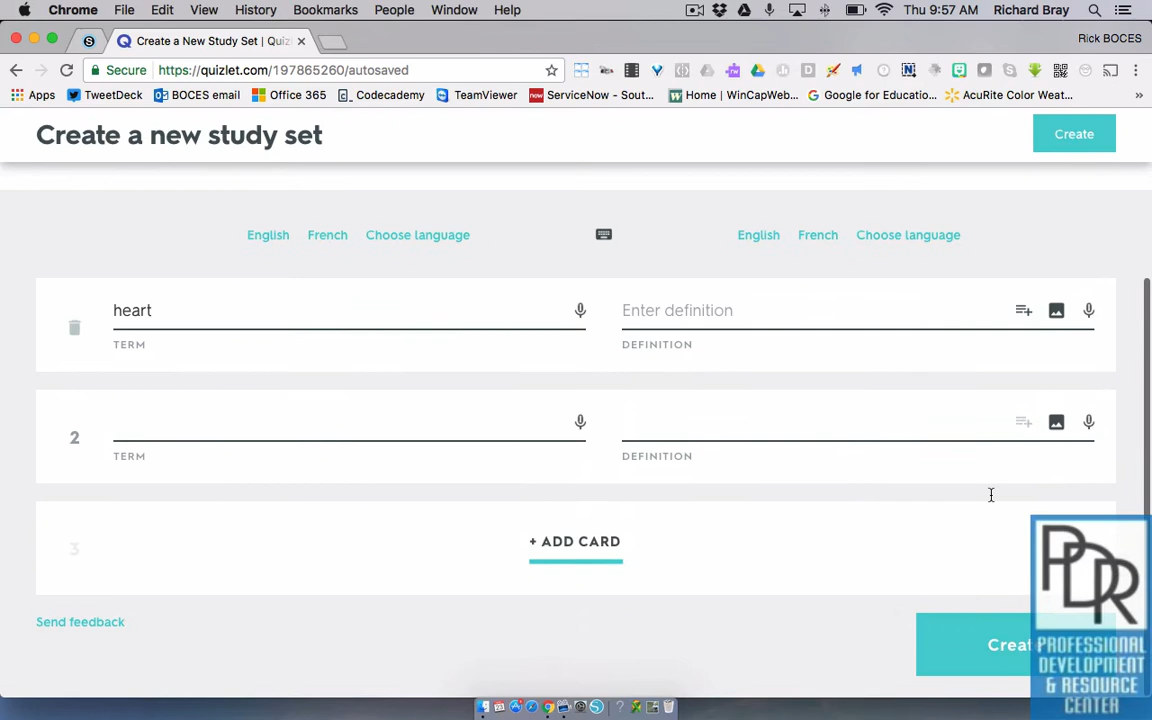 Chrome File Edit View History Bookmarks People Window Help Thu 9:57 AM Richard Bray
Create a New Study Set | Quiz Rick BOCES
Secure https://quizlet.com/197865260/autosaved
Apps TweetDeck BOCES email Office 365 Codecademy TeamViewer ServiceNow - Sout... Home | WinCapWeb... Google for Educatio... AcuRite Color Weat... »
Create a new study set Create
English French Choose language English French Choose language
heart Enter definition
TERM DEFINITION
2
TERM DEFINITION
3 + ADD CARD
Send feedback
Creat
PDR
PROFESSIONAL
DEVELOPMENT
& RESOURCE
CENTER